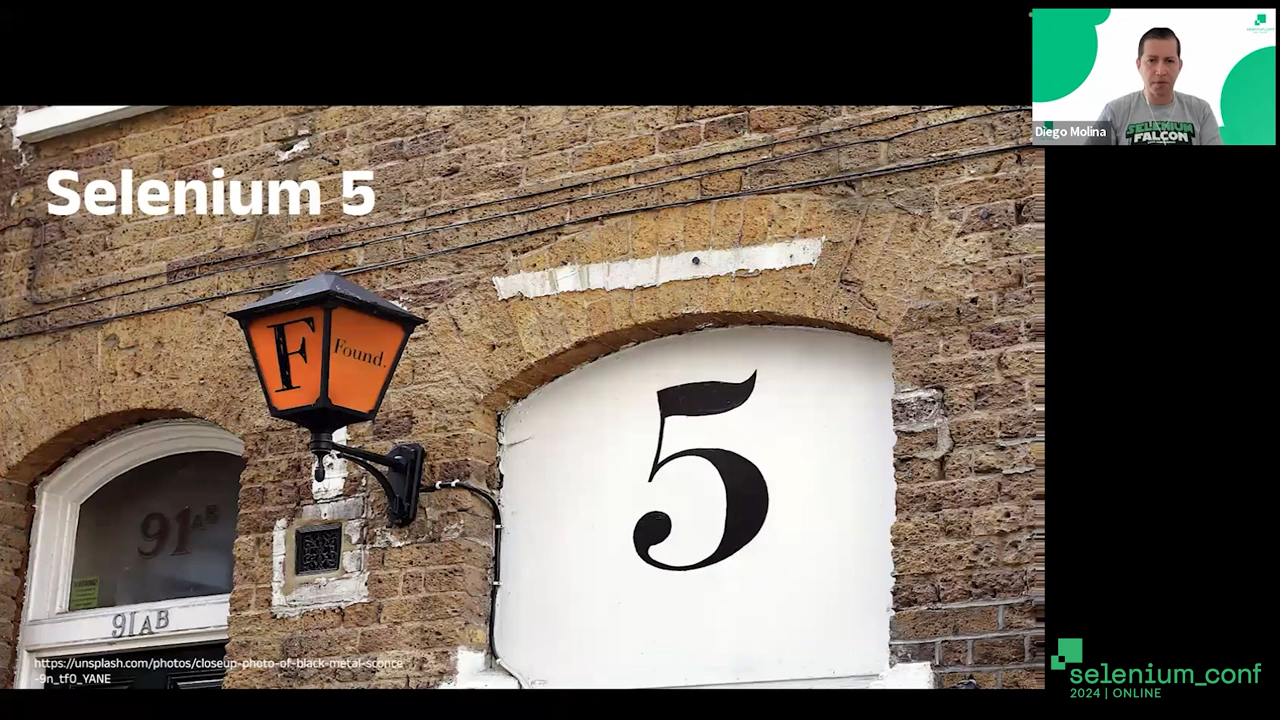 Selenium 5
F
Found.
5
91AB
91AB
https://unsplash.com/photos/closeup-photo-of-black-metal-sconce
-9n_tf0_YANE
Diego Molina
SELENIUM
FALCON
selenium_conf
2024 | ONLINE